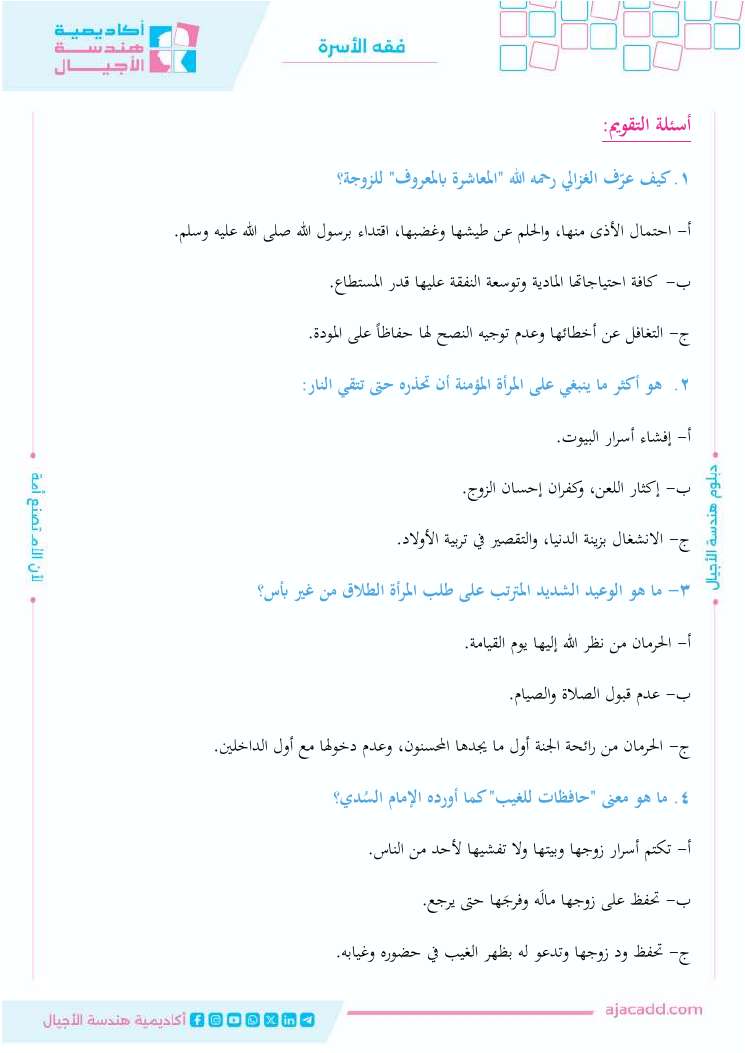 أكاديمية
هندسة
الأجيال
فقه الأسرة
أسئلة التقويم:
١. كيف عرّف الغزالي رحمه الله "المعاشرة بالمعروف" للزوجة؟
أ- احتمال الأذى منها، والحلم عن طيشها وغضبها، اقتداء برسول الله صلى الله عليه وسلم.
ب- كافة احتياجاتها المادية وتوسعة النفقة عليها قدر المستطاع.
ج- التغافل عن أخطائها وعدم توجيه النصح لها حفاظاً على المودة.
٢. هو أكثر ما ينبغي على المرأة المؤمنة أن تحذره حتى تتقي النار:
أ- إفشاء أسرار البيوت.
ب- إكثار اللعن، وكفران إحسان الزوج.
ج- الانشغال بزينة الدنيا، والتقصير في تربية الأولاد.
٣- ما هو الوعيد الشديد المترتب على طلب المرأة الطلاق من غير بأس؟
أ- الحرمان من نظر الله إليها يوم القيامة.
ب- عدم قبول الصلاة والصيام.
ج- الحرمان من رائحة الجنة أول ما يجدها المحسنون، وعدم دخولها مع أول الداخلين.
٤. ما هو معنى "حافظات للغيب" كما أورده الإمام السُدي؟
أ- تكتم أسرار زوجها وبيتها ولا تفشيها لأحد من الناس.
ب- تحفظ على زوجها مالَه وفرجَها حتى يرجع.
ج- تحفظ ود زوجها وتدعو له بظهر الغيب في حضوره وغيابه.
دبلوم هندسة الأجيال
لأن الأم تصنع أمة
ajacadd.com
أكاديمية هندسة الأجيال